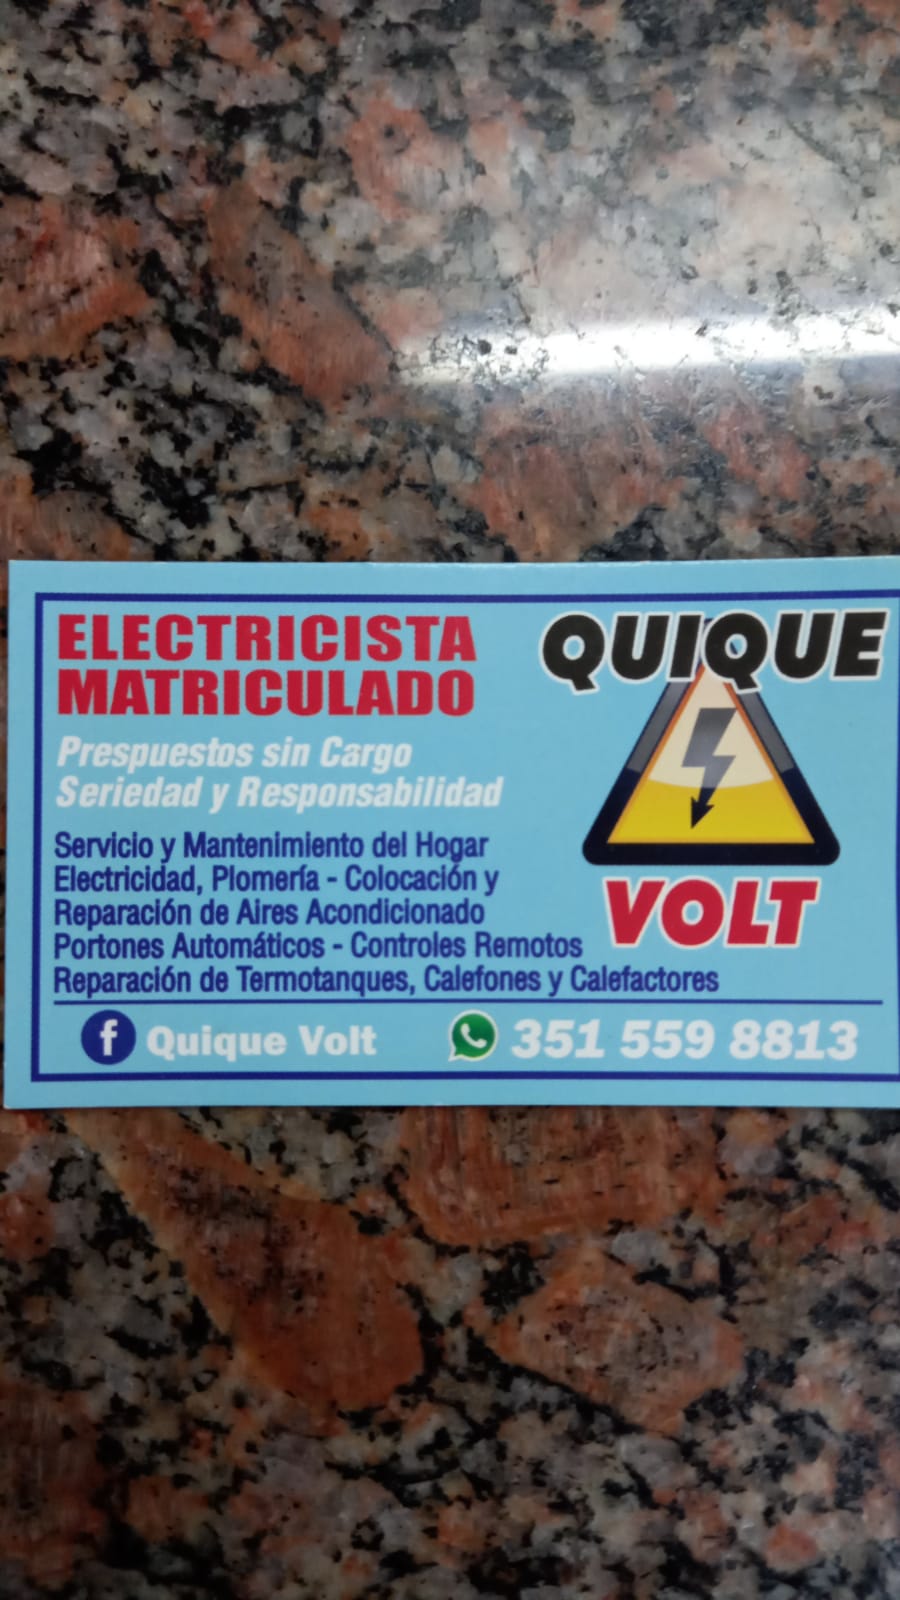 ELECTRICISTA
MATRICULADO
Prespuestos sin Cargo
Seriedad y Responsabilidad
Servicio y Mantenimiento del Hogar
Electricidad, Plomería - Colocación y
Reparación de Aires Acondicionado
Portones Automáticos - Controles Remotos
Reparación de Termotanques, Calefones y Calefactores
QUIQUE
VOLT
f Quique Volt
351 559 8813